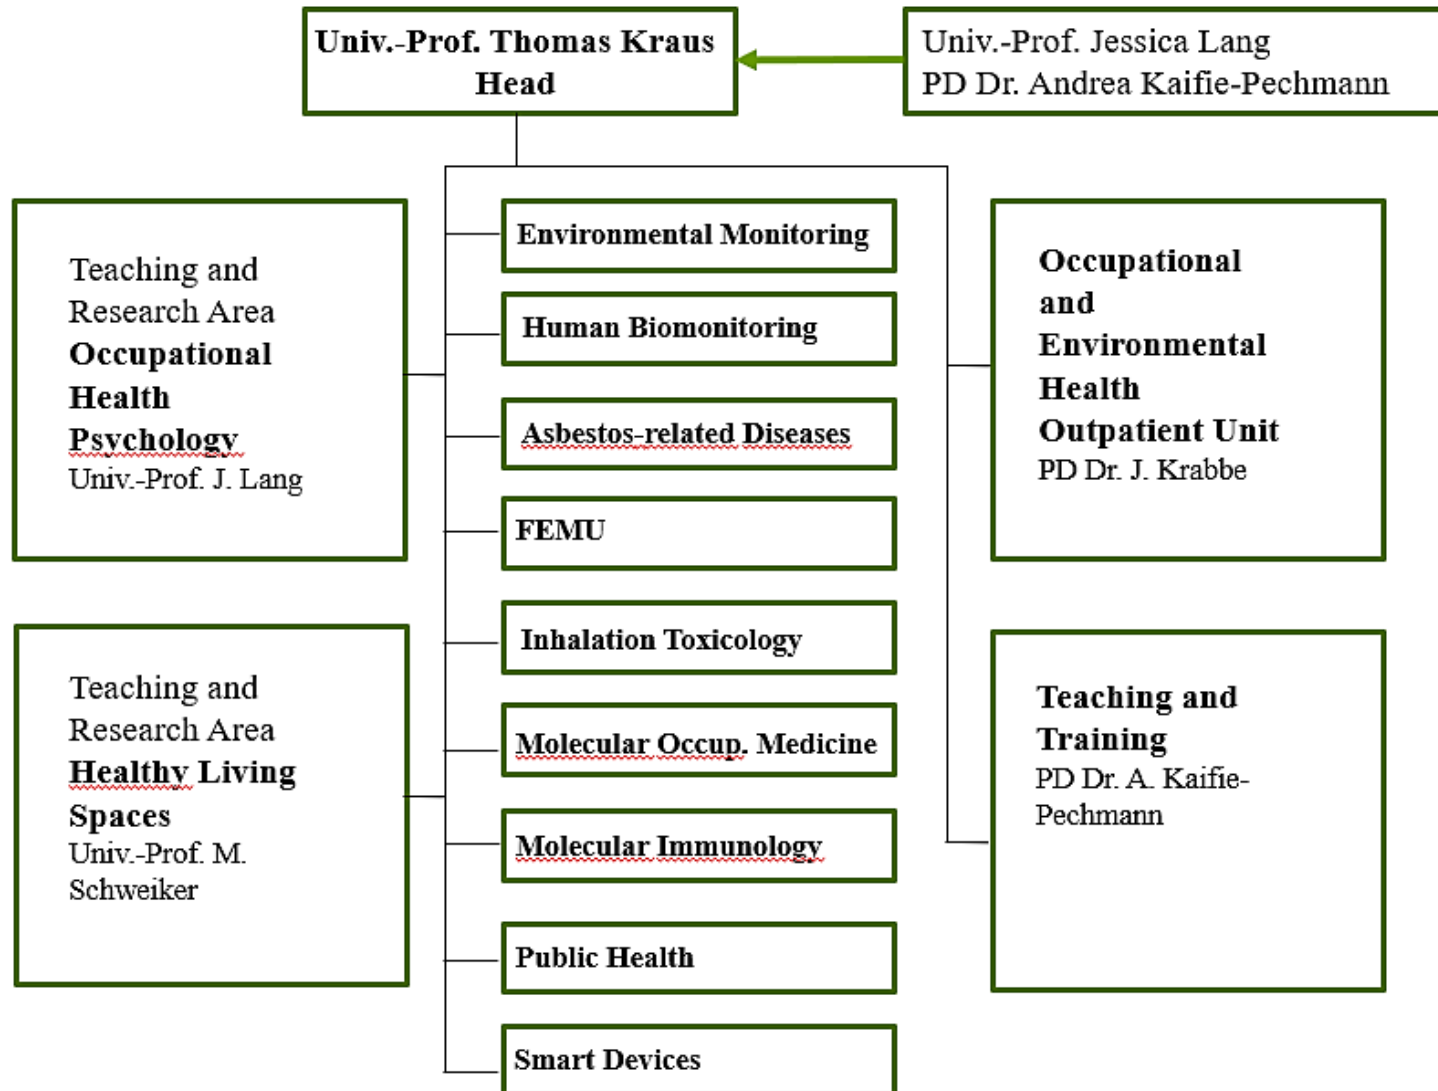 Univ.-Prof. Thomas Kraus
Head
Univ.-Prof. Jessica Lang
PD Dr. Andrea Kaifie-Pechmann
Teaching and
Research Area
Occupational
Health
Psychology
Univ.-Prof. J. Lang
Teaching and
Research Area
Healthy Living
Spaces
Univ.-Prof. M.
Schweiker
Environmental Monitoring
Human Biomonitoring
Asbestos-related Diseases
FEMU
Inhalation Toxicology
Molecular Occup. Medicine
Molecular Immunology
Public Health
Smart Devices
Occupational
and
Environmental
Health
Outpatient Unit
PD Dr. J. Krabbe
Teaching and
Training
PD Dr. A. Kaifie-
Pechmann